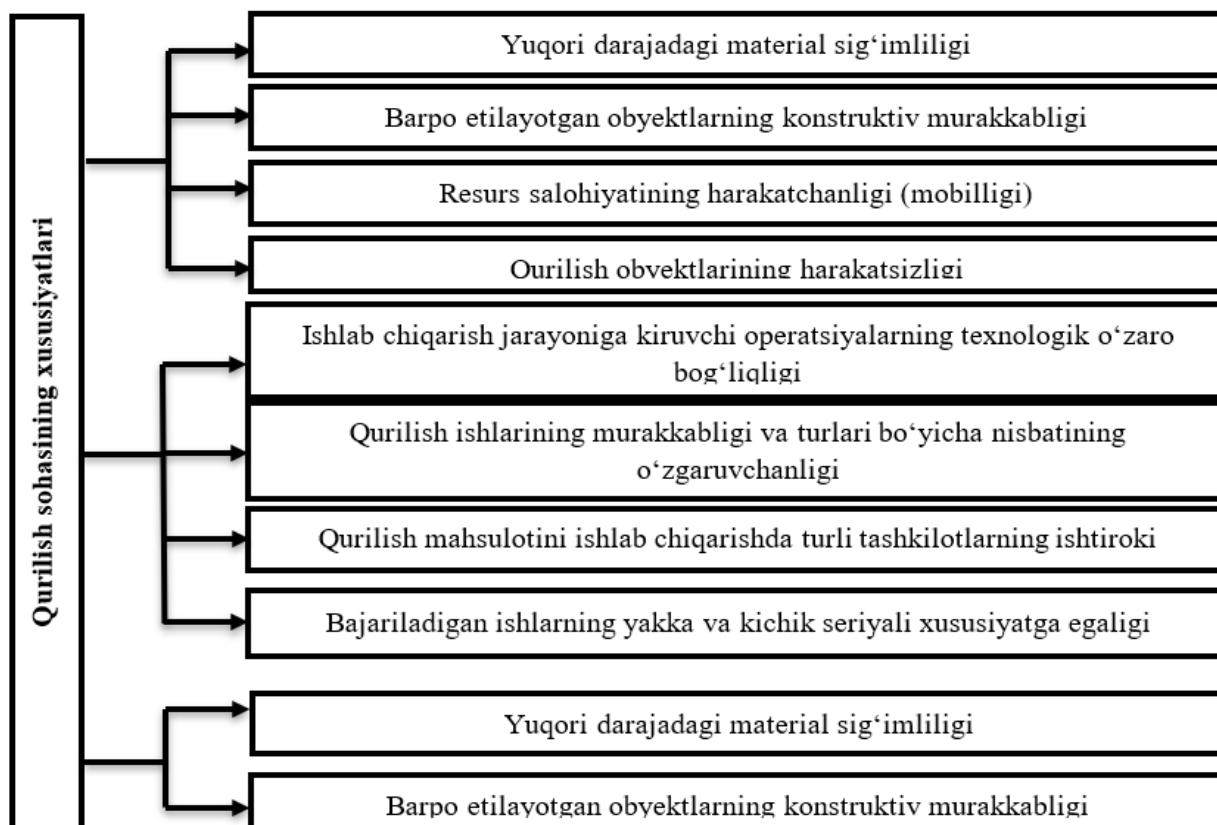 Qurilish sohasining xususiyatlari
Yuqori darajadagi material sig‘imliligi
Barpo etilayotgan obyektlarning konstruktiv murakkabligi
Resurs salohiyatining harakatchanligi (mobilligi)
Qurilish obyektlarining harakatsizligi
Ishlab chiqarish jarayoniga kiruvchi operatsiyalarning texnologik o‘zaro
bog‘liqligi
Qurilish ishlarining murakkabligi va turlari bo‘yicha nisbatining
o‘zgaruvchanligi
Qurilish mahsulotini ishlab chiqarishda turli tashkilotlarning ishtiroki
Bajariladigan ishlarning yakka va kichik seriyali xususiyatga egaligi
Yuqori darajadagi material sig‘imliligi
Barpo etilayotgan obyektlarning konstruktiv murakkabligi